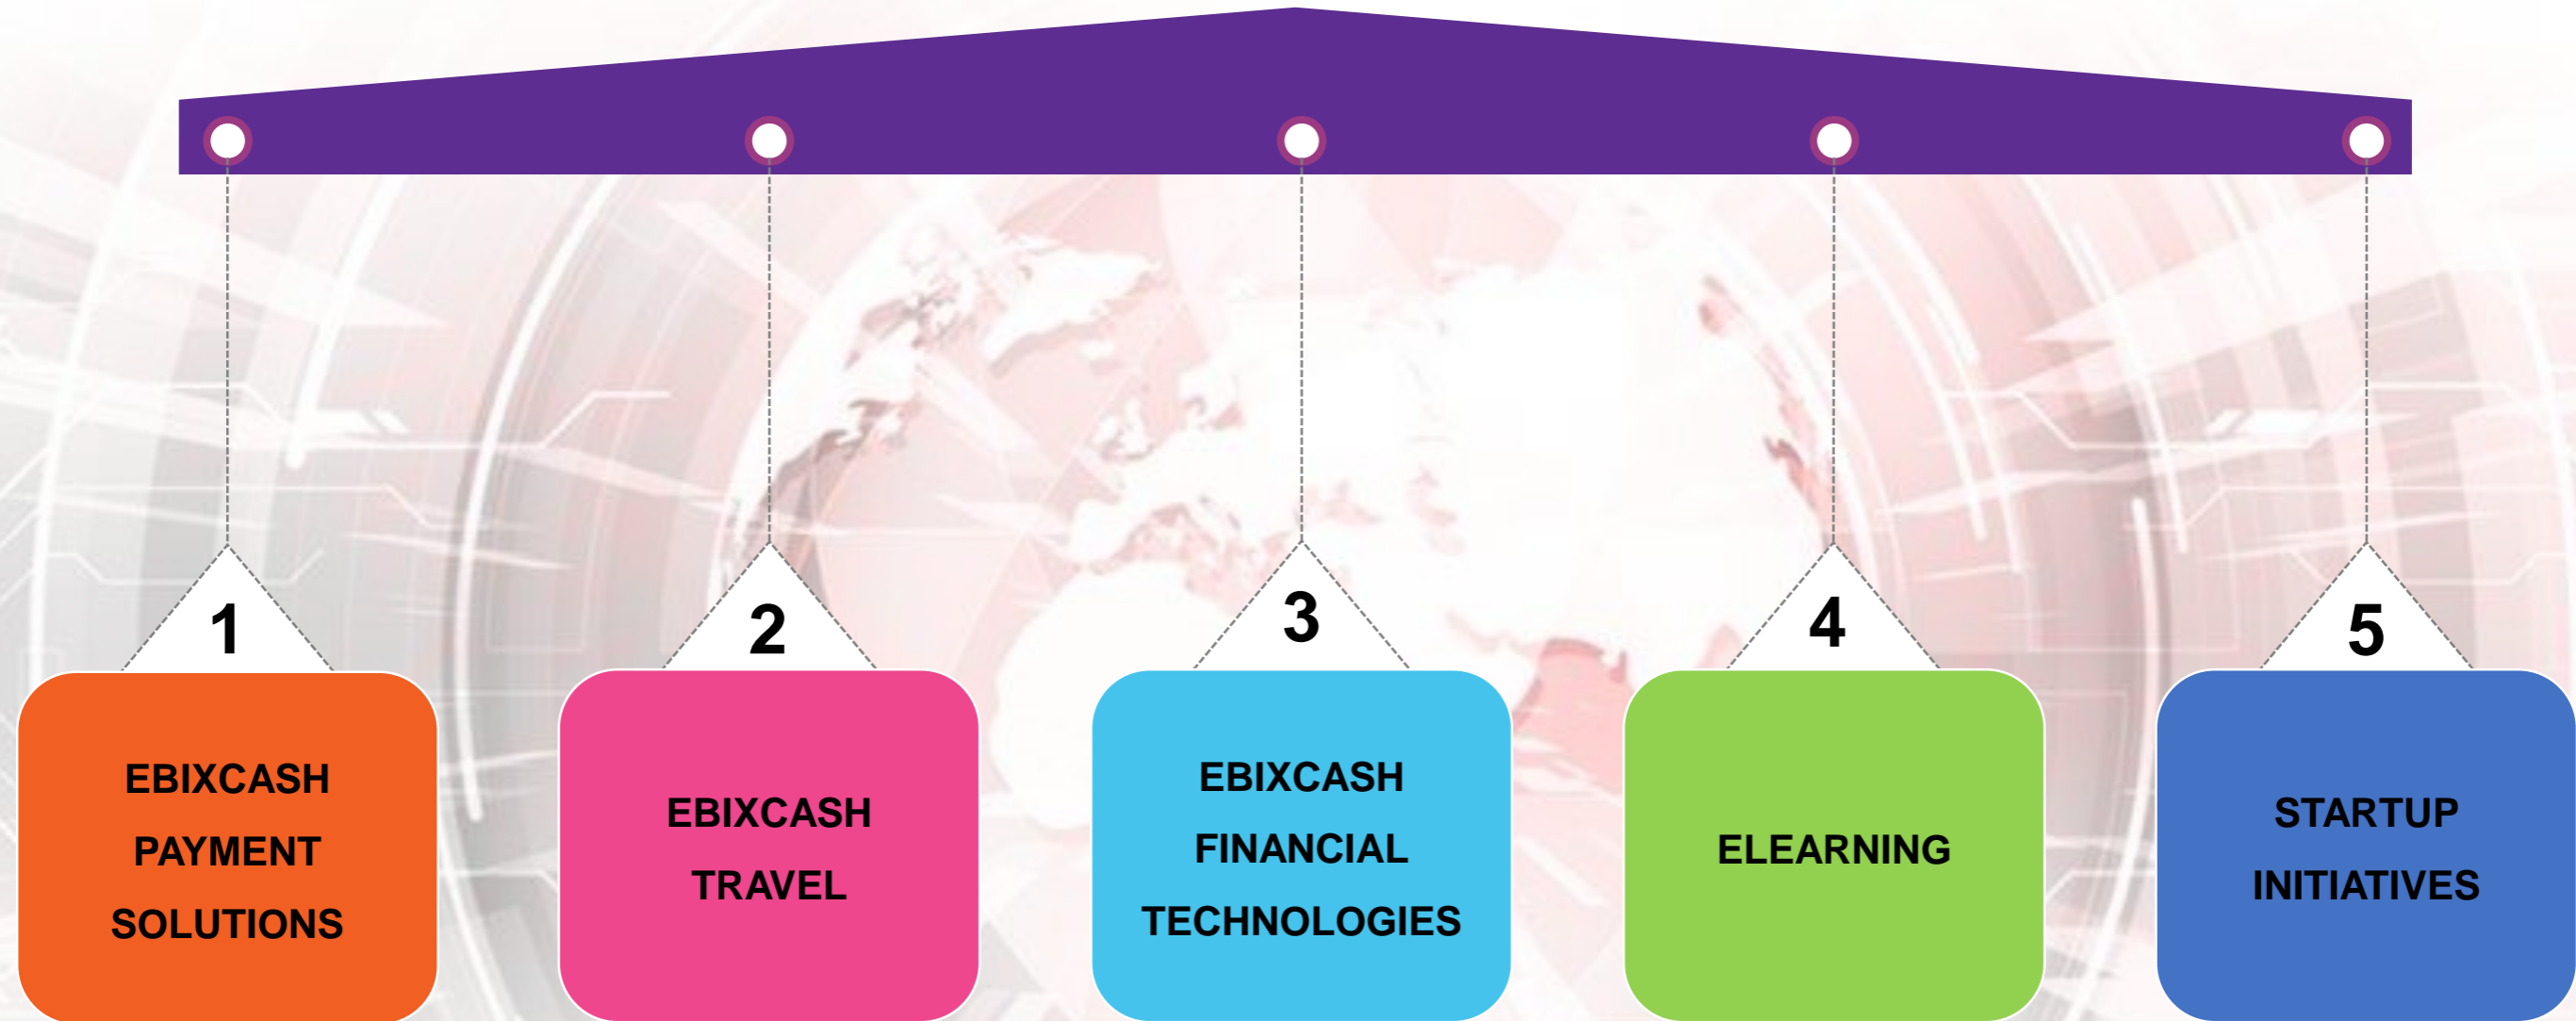 1
EBIXCASH
PAYMENT
SOLUTIONS
2
EBIXCASH
TRAVEL
3
EBIXCASH
FINANCIAL
TECHNOLOGIES
4
ELEARNING
5
STARTUP
INITIATIVES